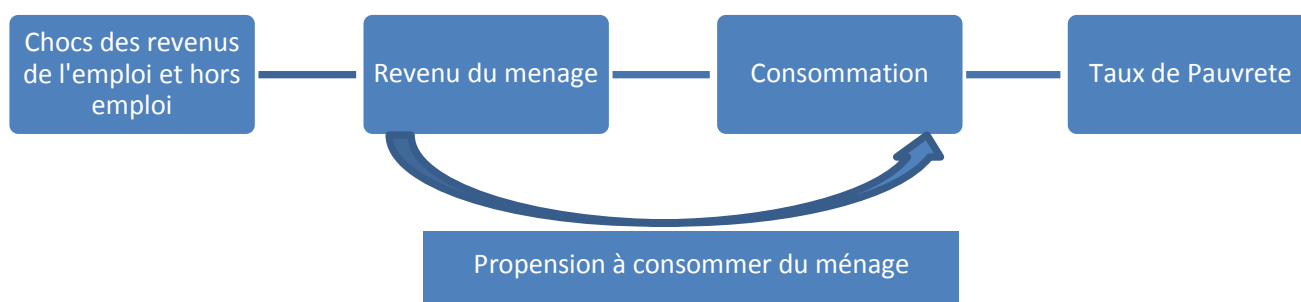 Chocs des revenus
de l'emploi et hors
emploi
Revenu du menage
Consommation
Taux de Pauvrete
Propension à consommer du ménage